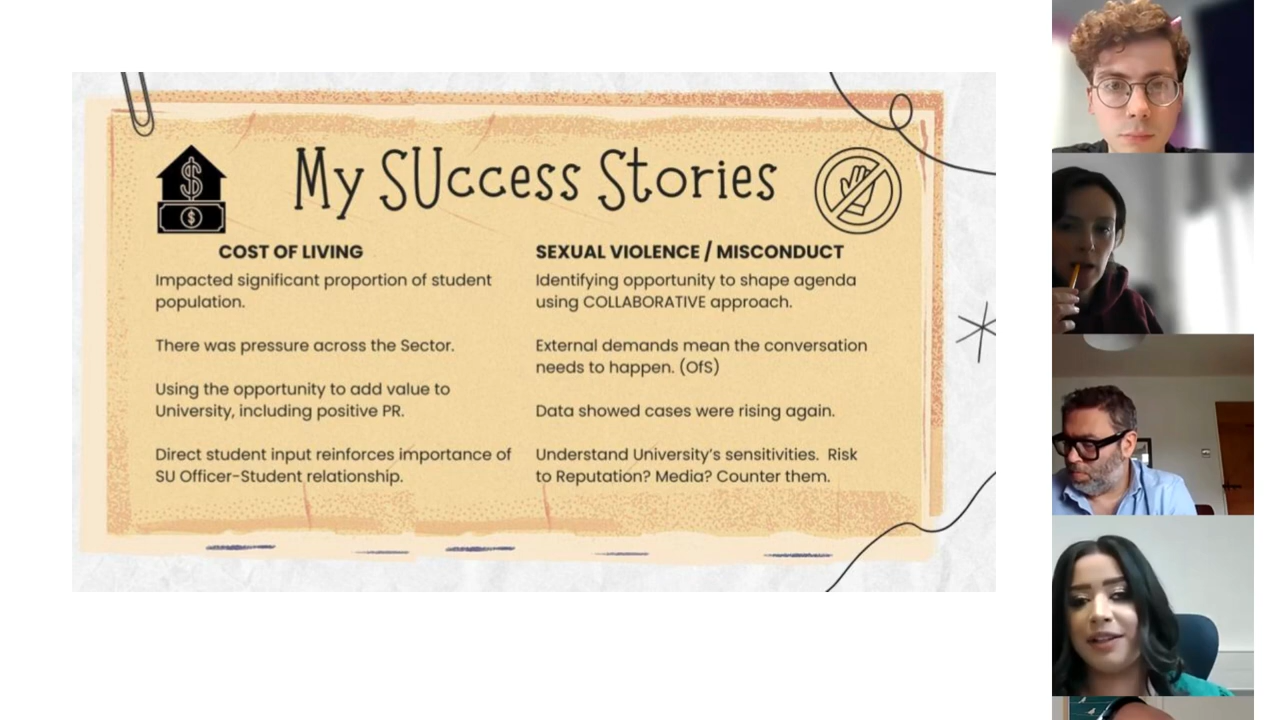 My SUccess Stories
COST OF LIVING
Impacted significant proportion of student
population.
There was pressure across the Sector.
Using the opportunity to add value to
University, including positive PR.
Direct student input reinforces importance of
SU Officer-Student relationship.
SEXUAL VIOLENCE / MISCONDUCT
Identifying opportunity to shape agenda
using COLLABORATIVE approach.
External demands mean the conversation
needs to happen. (OfS)
Data showed cases were rising again.
Understand University's sensitivities. Risk
to Reputation? Media? Counter them.